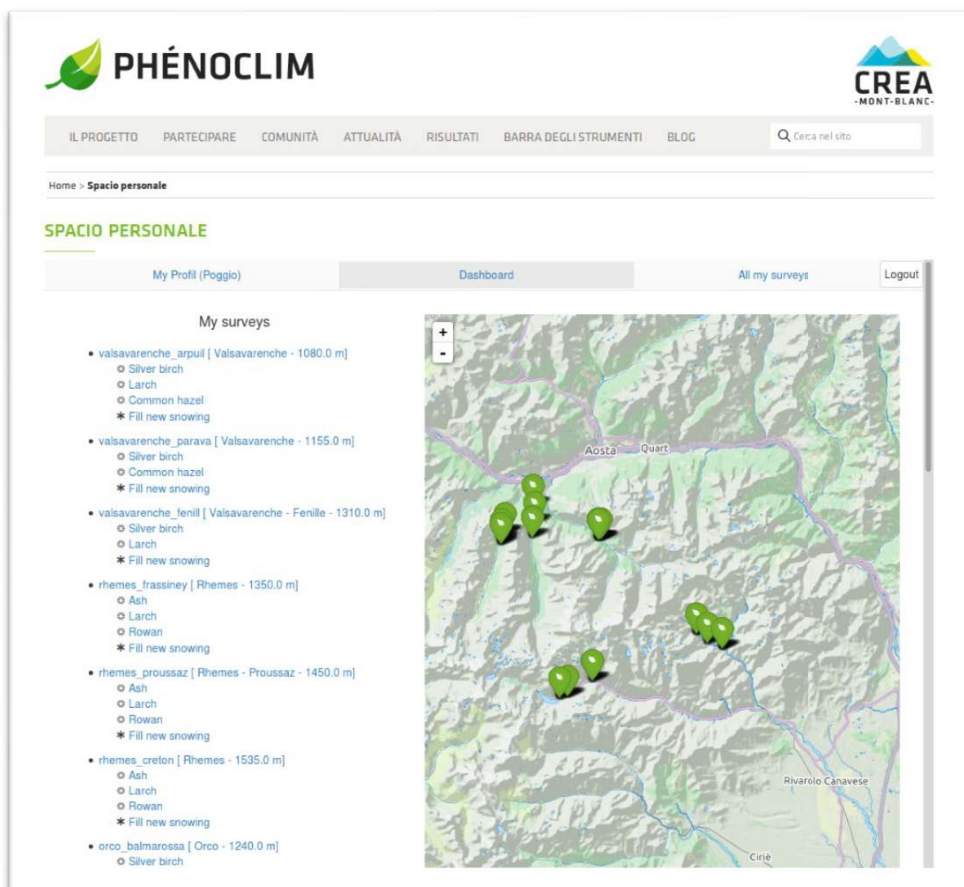 PHÉNOCLIM
CREA
-MONT-BLANC-
IL PROGETTO PARTECIPARE COMUNITÀ ATTUALITÀ RISULTATI BARRA DEGLI STRUMENTI BLOG Cerca nel sito
Home > Spacio personale
SPACIO PERSONALE
My Profil (Poggio) Dashboard All my surveys Logout
My surveys
valsavarenche_arpuil [ Valsavarenche - 1080.0 m]
Silver birch
Larch
Common hazel
Fill new snowing
valsavarenche_parava [ Valsavarenche - 1155.0 m]
Silver birch
Common hazel
Fill new snowing
valsavarenche_fenill [ Valsavarenche - Fenille - 1310.0 m]
Silver birch
Larch
Fill new snowing
rhemes_frassiney [ Rhemes - 1350.0 m]
Ash
Larch
Rowan
Fill new snowing
rhemes_proussaz [ Rhemes - Proussaz - 1450.0 m]
Ash
Larch
Rowan
Fill new snowing
rhemes_creton [ Rhemes - 1535.0 m]
Ash
Larch
Rowan
Fill new snowing
orco_balmarossa [ Orco - 1240.0 m]
Silver birch
+
-
Aosta
Quart
Rivarolo Canavese
Ciriè